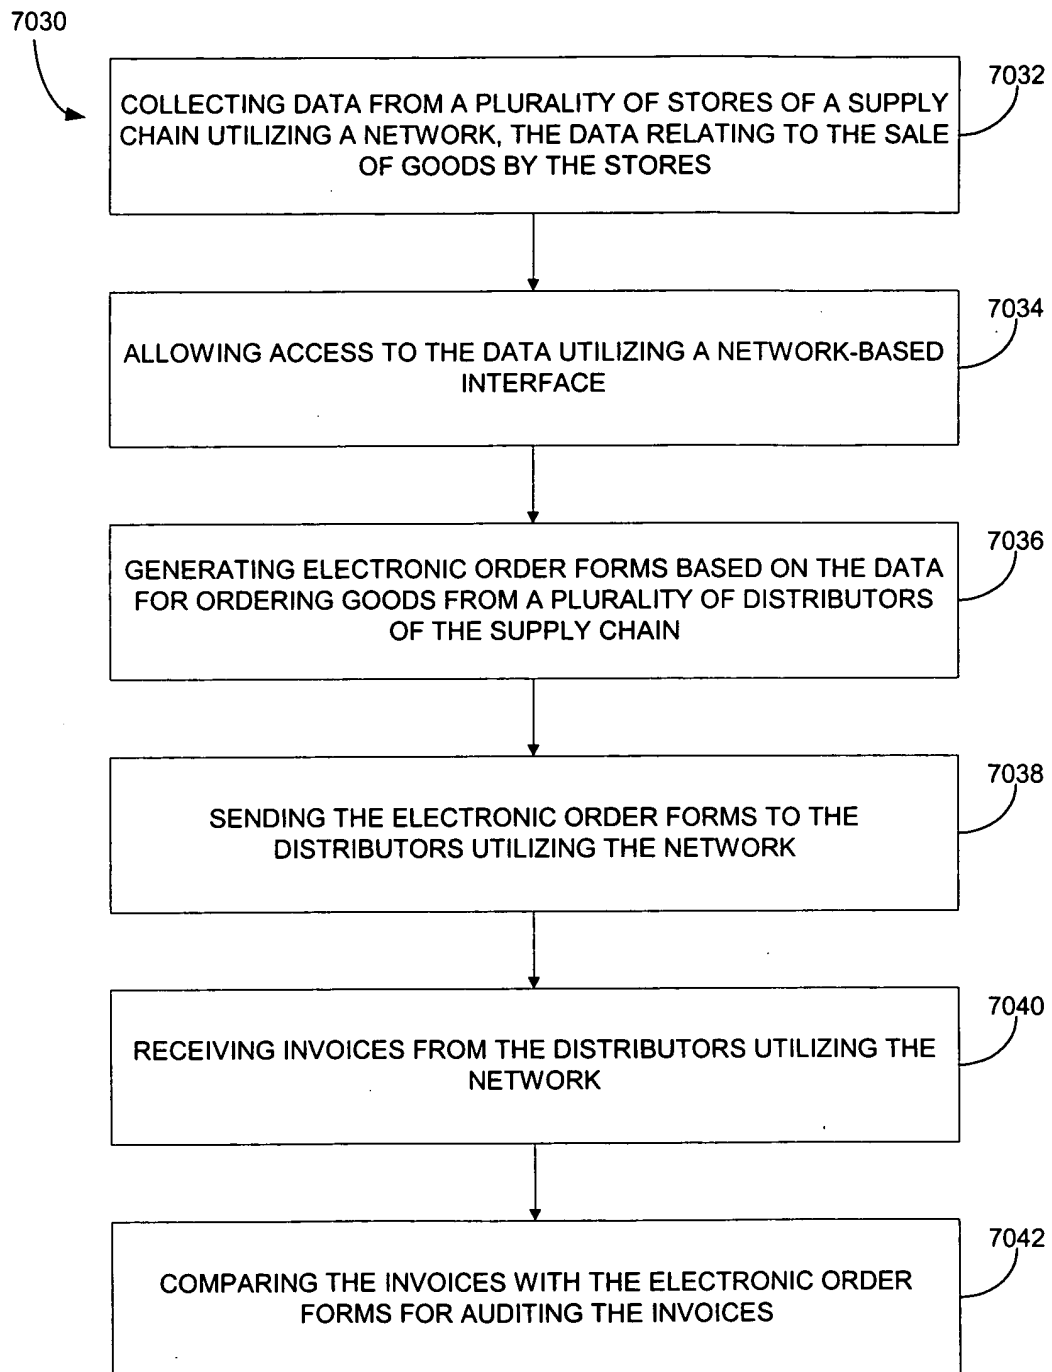 7030
7032
COLLECTING DATA FROM A PLURALITY OF STORES OF A SUPPLY
CHAIN UTILIZING A NETWORK, THE DATA RELATING TO THE SALE
OF GOODS BY THE STORES
7034
ALLOWING ACCESS TO THE DATA UTILIZING A NETWORK-BASED
INTERFACE
7036
GENERATING ELECTRONIC ORDER FORMS BASED ON THE DATA
FOR ORDERING GOODS FROM A PLURALITY OF DISTRIBUTORS
OF THE SUPPLY CHAIN
7038
SENDING THE ELECTRONIC ORDER FORMS TO THE
DISTRIBUTORS UTILIZING THE NETWORK
7040
RECEIVING INVOICES FROM THE DISTRIBUTORS UTILIZING THE
NETWORK
7042
COMPARING THE INVOICES WITH THE ELECTRONIC ORDER
FORMS FOR AUDITING THE INVOICES